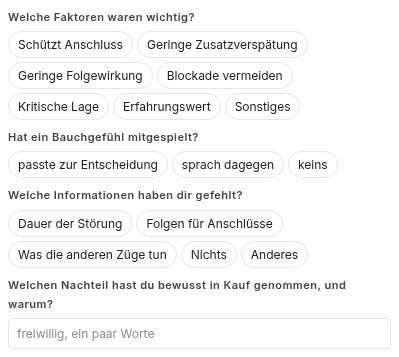 Welche Faktoren waren wichtig?
Schützt Anschluss Geringe Zusatzverspätung
Geringe Folgewirkung Blockade vermeiden
Kritische Lage Erfahrungswert Sonstiges
Hat ein Bauchgefühl mitgespielt?
passte zur Entscheidung sprach dagegen keins
Welche Informationen haben dir gefehlt?
Dauer der Störung Folgen für Anschlüsse
Was die anderen Züge tun Nichts Anderes
Welchen Nachteil hast du bewusst in Kauf genommen, und
warum?
freiwillig, ein paar Worte